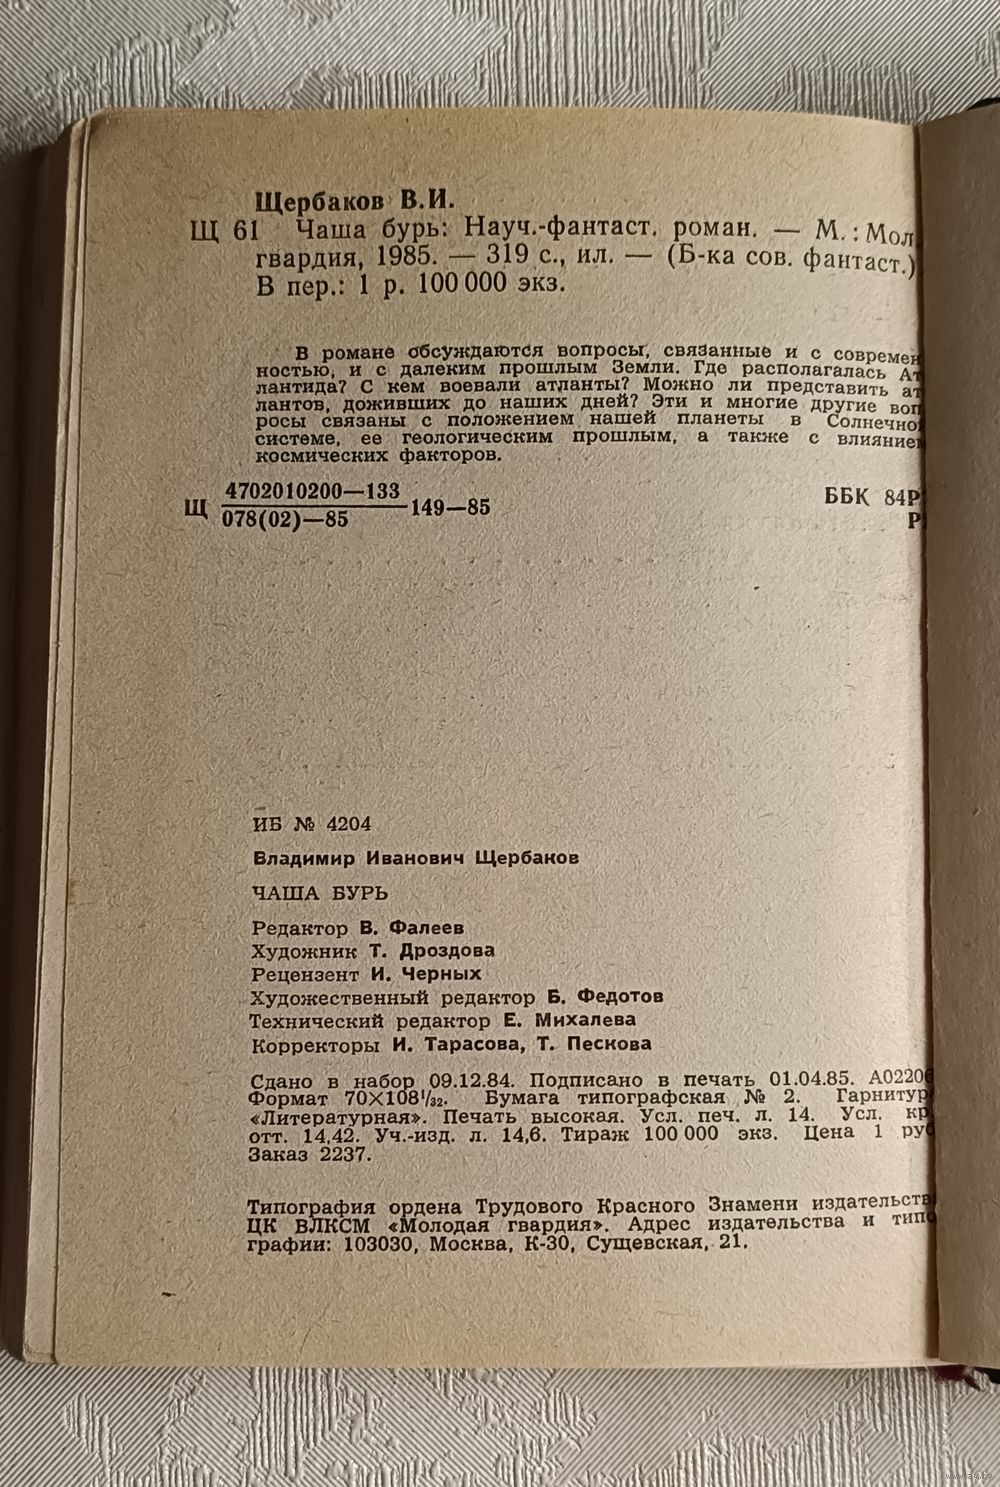 Щербаков В.И.
Щ 61 Чаша бурь: Науч.-фантаст. роман. — М.: Мол
гвардия, 1985. — 319 с., ил. — (Б-ка сов. фантаст.)
В пер.: 1 р. 100 000 экз.
В романе обсуждаются вопросы, связанные и с современ
ностью, и с далеким прошлым Земли. Где располагалась Ат
лантида? С кем воевали атланты? Можно ли представить ат
лантов, доживших до наших дней? Эти и многие другие воп
росы связаны с положением нашей планеты в Солнечно
системе, ее геологическим прошлым, а также с влияние
космических факторов.
Щ 4702010200—133
078(02)—85 149—85
ББК 84Р
Р
ИБ № 4204
Владимир Иванович Щербаков
ЧАША БУРЬ
Редактор В. Фалеев
Художник Т. Дроздова
Рецензент И. Черных
Художественный редактор Б. Федотов
Технический редактор Е. Михалева
Корректоры И. Тарасова, Т. Пескова
Сдано в набор 09.12.84. Подписано в печать 01.04.85. А0220
Формат 70×108 1/32. Бумага типографская № 2. Гарнитур
«Литературная». Печать высокая. Усл. печ. л. 14. Усл. кр
отт. 14,42. Уч.-изд. л. 14,6. Тираж 100 000 экз. Цена 1 ру
Заказ 2237.
Типография ордена Трудового Красного Знамени издательств
ЦК ВЛКСМ «Молодая гвардия». Адрес издательства и типо
графии: 103030, Москва, К-30, Сущевская, 21.